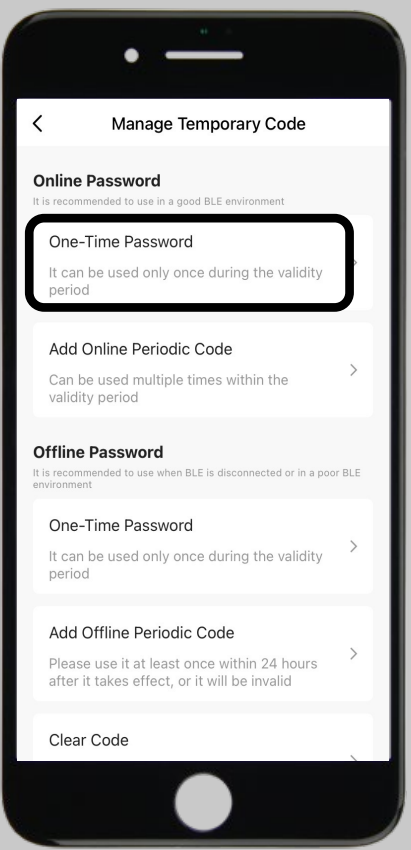 Manage Temporary Code
Online Password
It is recommended to use in a good BLE environment
One-Time Password
It can be used only once during the validity
period
Add Online Periodic Code
Can be used multiple times within the
validity period
Offline Password
It is recommended to use when BLE is disconnected or in a poor BLE
environment
One-Time Password
It can be used only once during the validity
period
Add Offline Periodic Code
Please use it at least once within 24 hours
after it takes effect, or it will be invalid
Clear Code